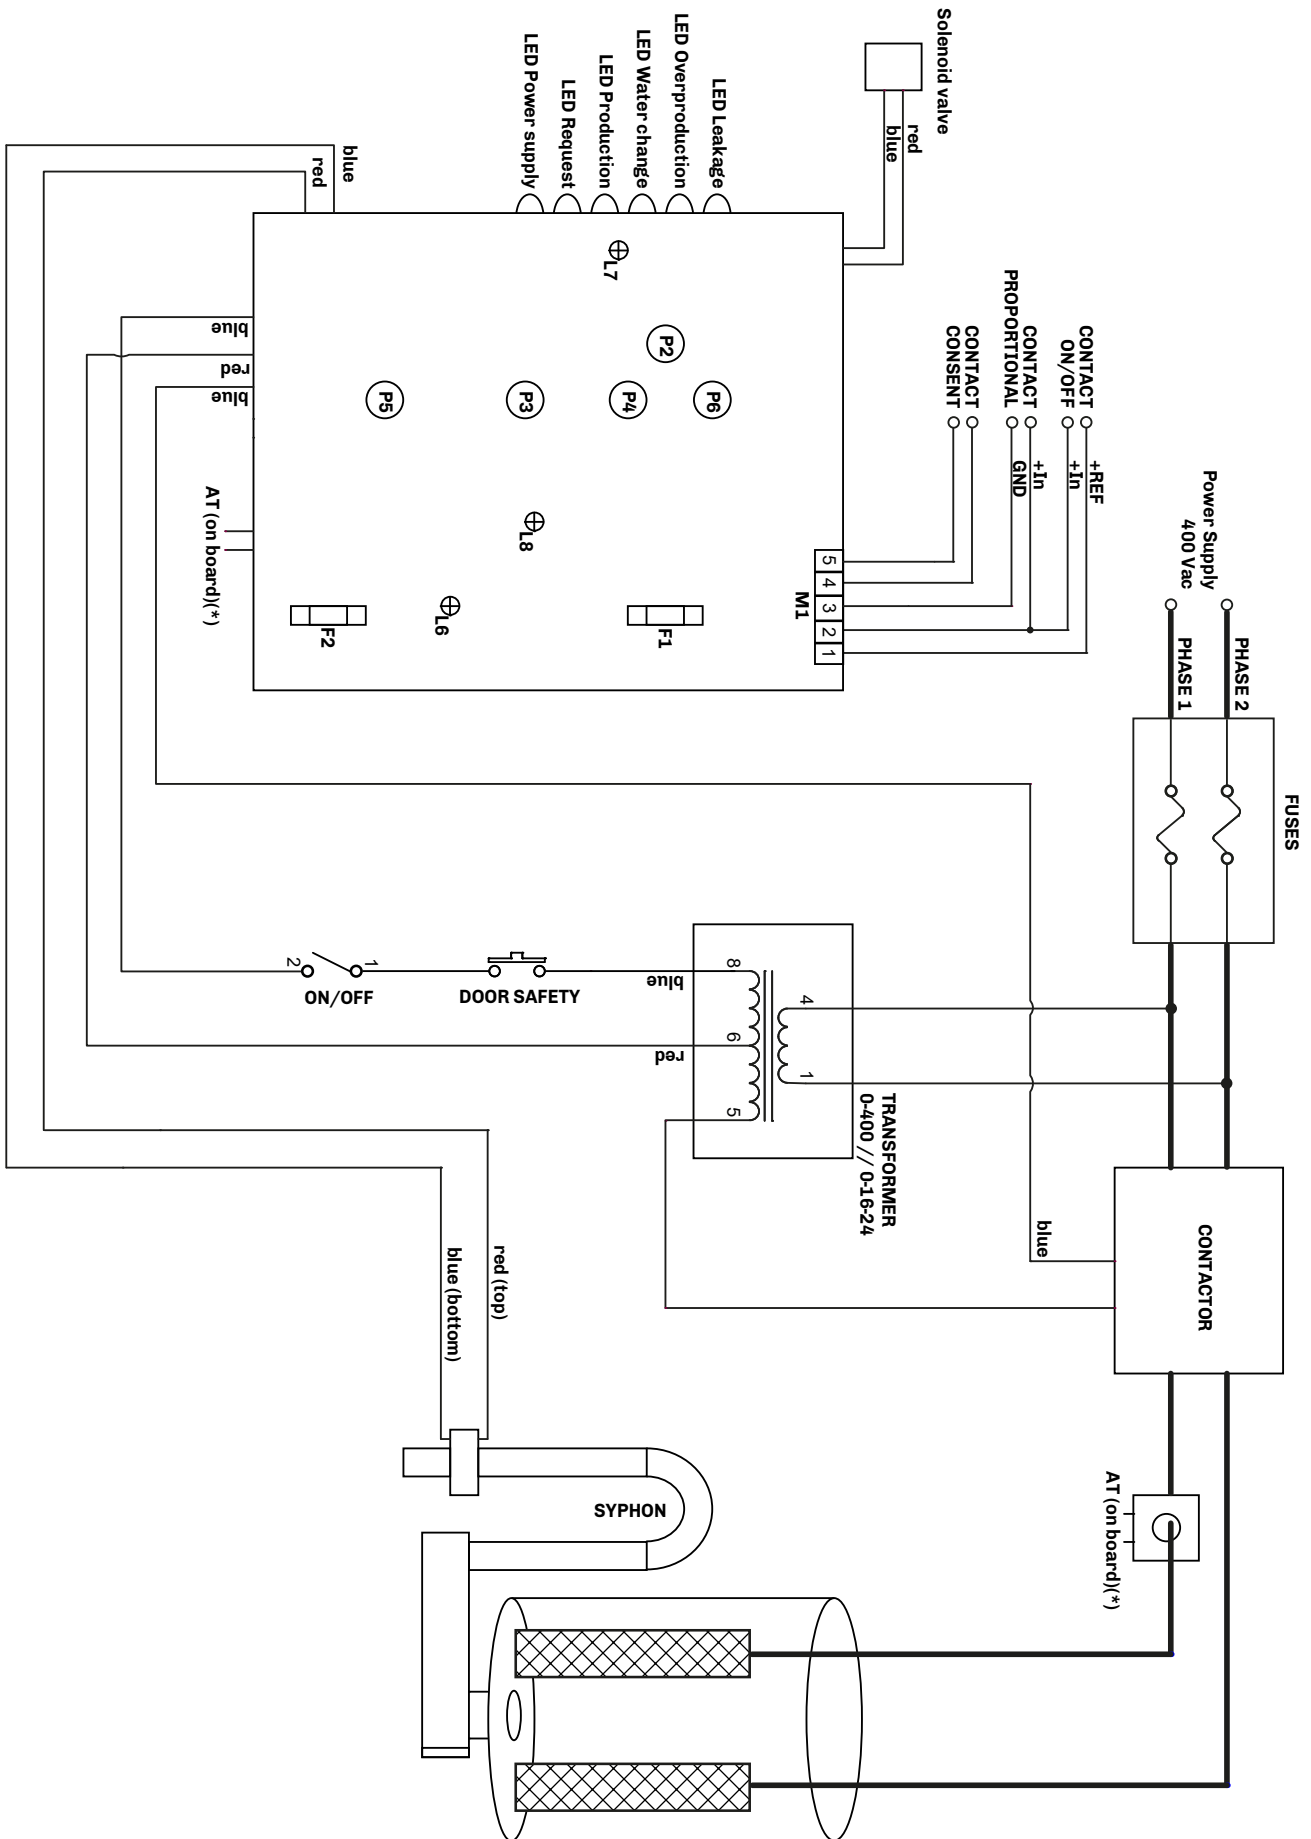 Power Supply
400 Vac
PHASE 2
PHASE 1
FUSES
CONTACTOR
blue
AT (on board)(*)
Solenoid valve
red
blue
CONTACT
ON/OFF
+REF
+In
CONTACT
PROPORTIONAL
+In
GND
CONTACT
CONSENT
TRANSFORMER
0-400 // 0-16-24
4
1
8
6
5
blue
red
M1
5
4
3
2
1
LED Leakage
LED Overproduction
LED Water change
LED Production
LED Request
LED Power supply
L7
P2
P6
P4
P3
P5
L8
L6
F1
F2
DOOR SAFETY
ON/OFF
1
2
SYPHON
red (top)
blue (bottom)
blue
red
blue
red
blue
AT (on board)(*)